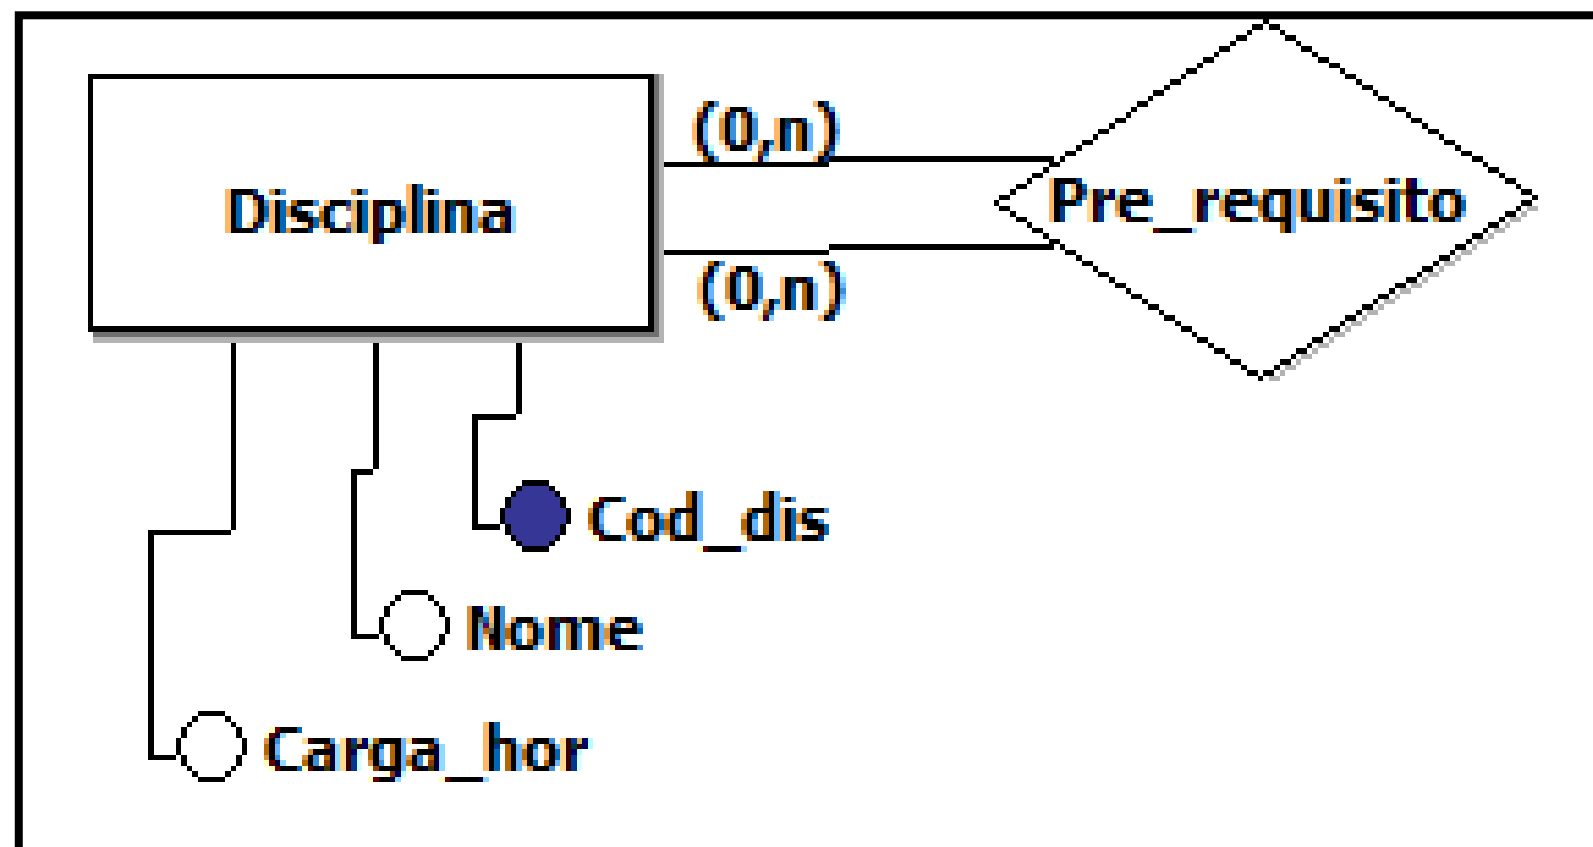 (0,n)
Disciplina
Pre_requisito
(0,n)
Cod_dis
Nome
Carga_hor